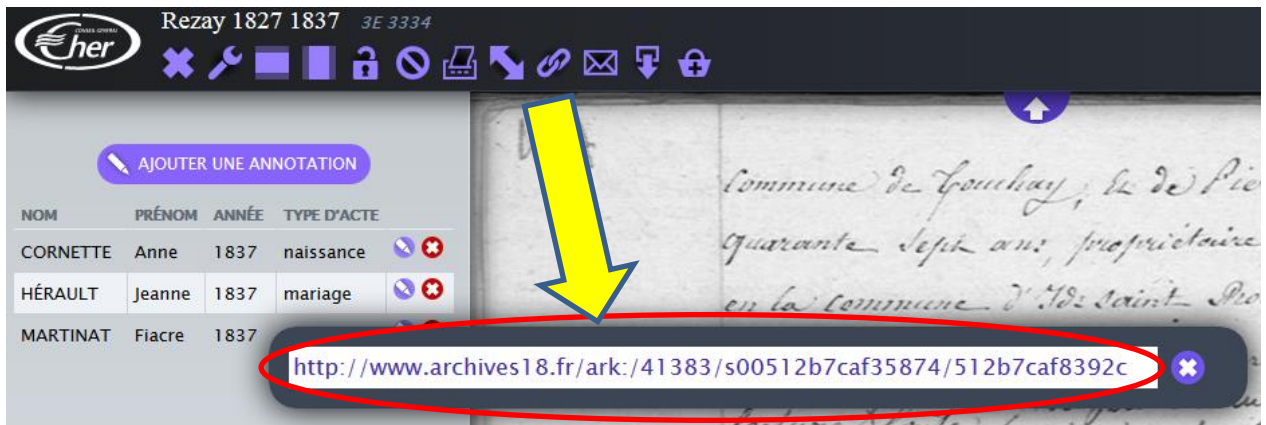 CONSEIL GENERAL
Cher
Rezay 1827 1837 3E 3334
AJOUTER UNE ANNOTATION
NOM PRÉNOM ANNÉE TYPE D'ACTE
CORNETTE Anne 1837 naissance
HÉRAULT Jeanne 1837 mariage
MARTINAT Fiacre 1837
http://www.archives18.fr/ark:/41383/s00512b7caf35874/512b7caf8392c
Commune de Touchay, et de Pie
quarante sept ans, propriétaire
en la commune d'Ids saint